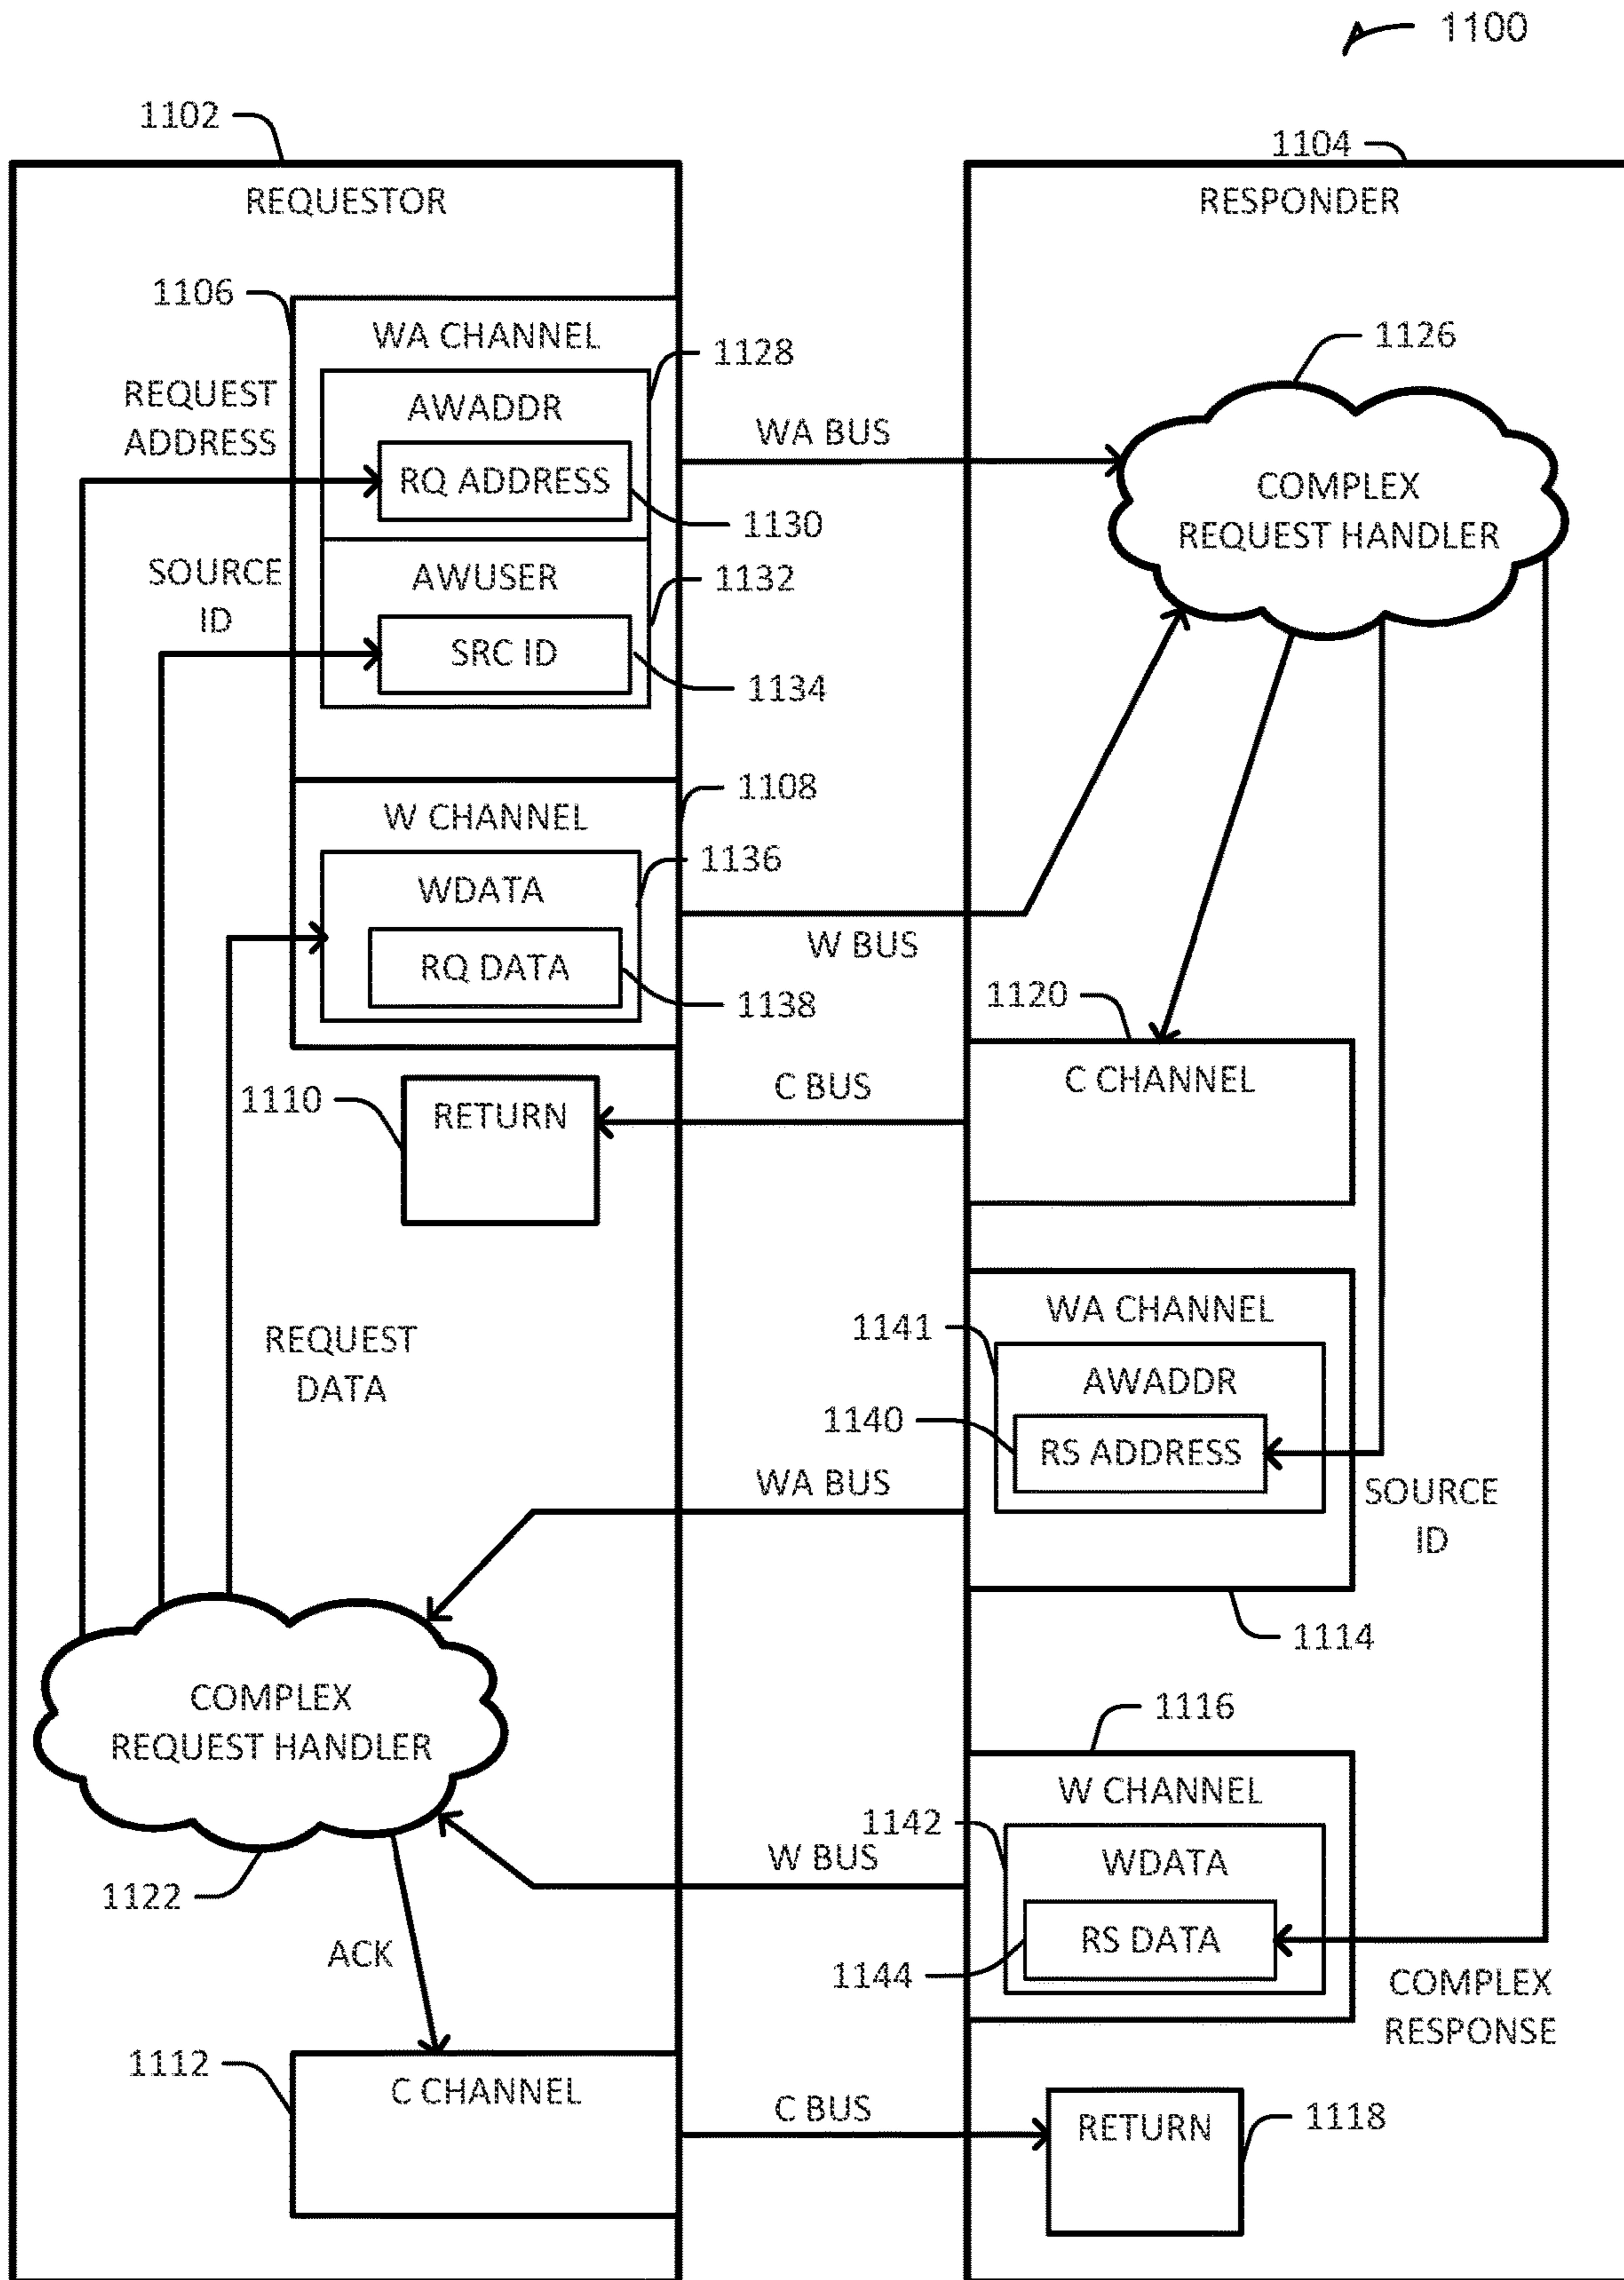 1100
1102
1104
REQUESTOR
RESPONDER
1106
WA CHANNEL
1128
1126
REQUEST
ADDRESS
AWADDR
RQ ADDRESS
1130
WA BUS
COMPLEX
REQUEST HANDLER
SOURCE
ID
AWUSER
1132
SRC ID
1134
1108
W CHANNEL
1136
WDATA
RQ DATA
1138
W BUS
1120
C CHANNEL
C BUS
1110
RETURN
WA CHANNEL
1141
AWADDR
1140
RS ADDRESS
REQUEST
DATA
WA BUS
SOURCE
ID
1114
COMPLEX
REQUEST HANDLER
1116
W CHANNEL
1142
WDATA
W BUS
1122
RS DATA
1144
ACK
COMPLEX
RESPONSE
1112
C CHANNEL
C BUS
RETURN
1118